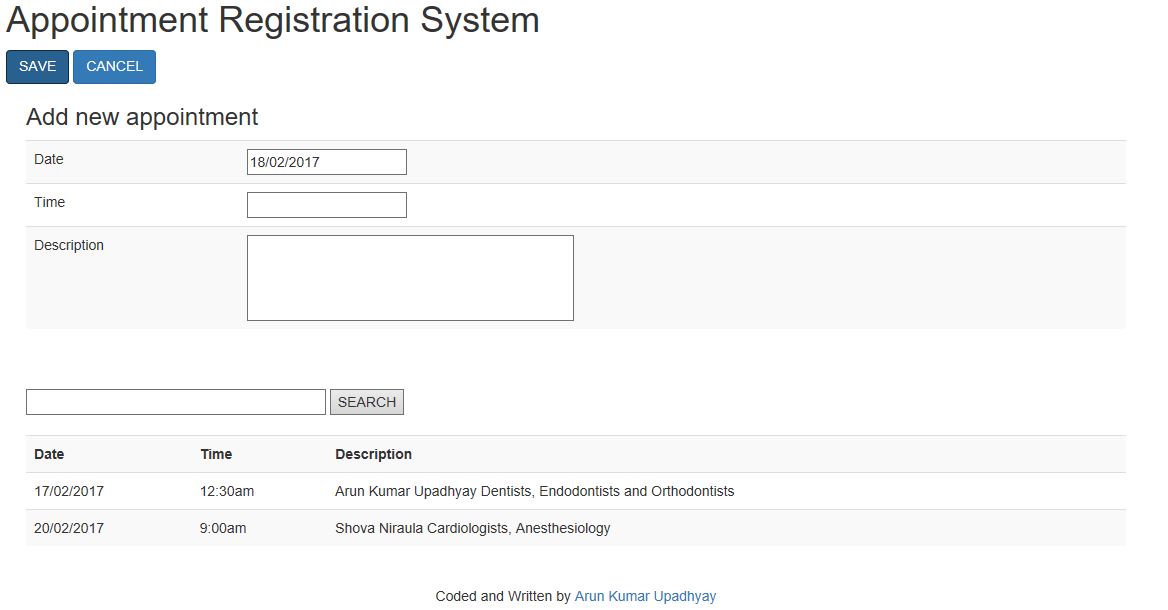 Appointment Registration System
SAVE CANCEL
Add new appointment
Date 18/02/2017
Time
Description
SEARCH
Date Time Description
17/02/2017 12:30am Arun Kumar Upadhyay Dentists, Endodontists and Orthodontists
20/02/2017 9:00am Shova Niraula Cardiologists, Anesthesiology
Coded and Written by Arun Kumar Upadhyay